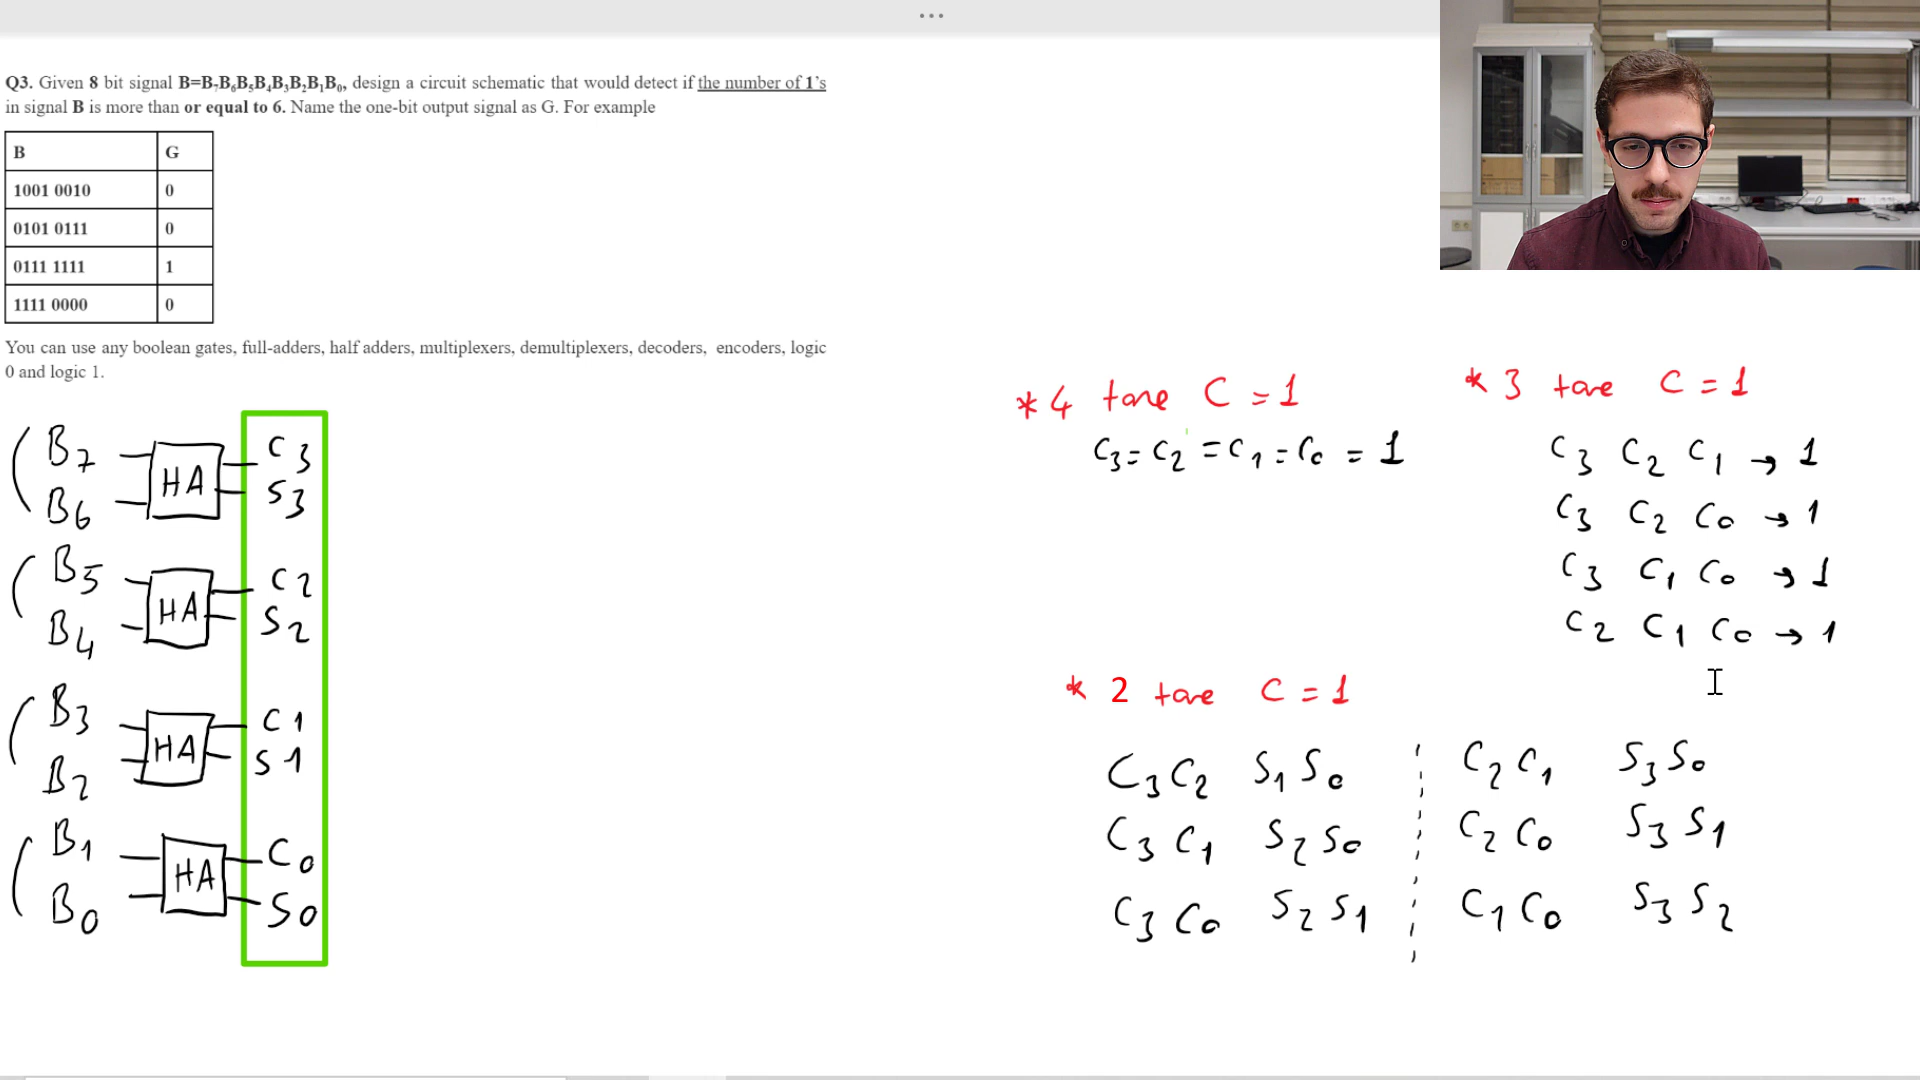 Q3. Given 8 bit signal B=B₇B₆B₅B₄B₃B₂B₁B₀, design a circuit schematic that would detect if the number of 1's
in signal B is more than or equal to 6. Name the one-bit output signal as G. For example
B G
1001 0010 0
0101 0111 0
0111 1111 1
1111 0000 0
You can use any boolean gates, full-adders, half adders, multiplexers, demultiplexers, decoders, encoders, logic
0 and logic 1.
B7
B6
HA
C3
S3
B5
B4
HA
C2
S2
B3
B2
HA
C1
S1
B1
B0
HA
C0
S0
* 4 tane C = 1
C3 = C2 = C1 = C0 = 1
* 3 tane C = 1
C3 C2 C1 → 1
C3 C2 C0 → 1
C3 C1 C0 → 1
C2 C1 C0 → 1
* 2 tane C = 1
C3 C2 S1 S0
C3 C1 S2 S0
C3 C0 S2 S1
C2 C1 S3 S0
C2 C0 S3 S1
C1 C0 S3 S2